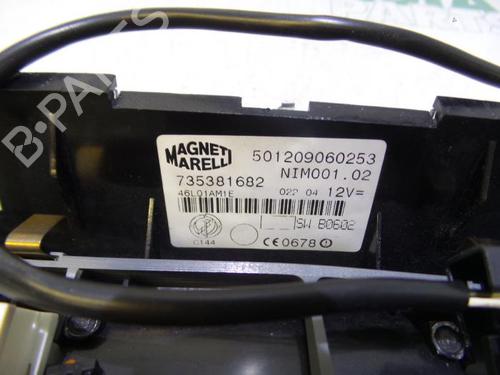 MAGNETI
MARELLI
501209060253
NIM001.02
735381682
46L01AM1E
022 04 12V=
SW B0602
C144
CE0678
B-PARTS